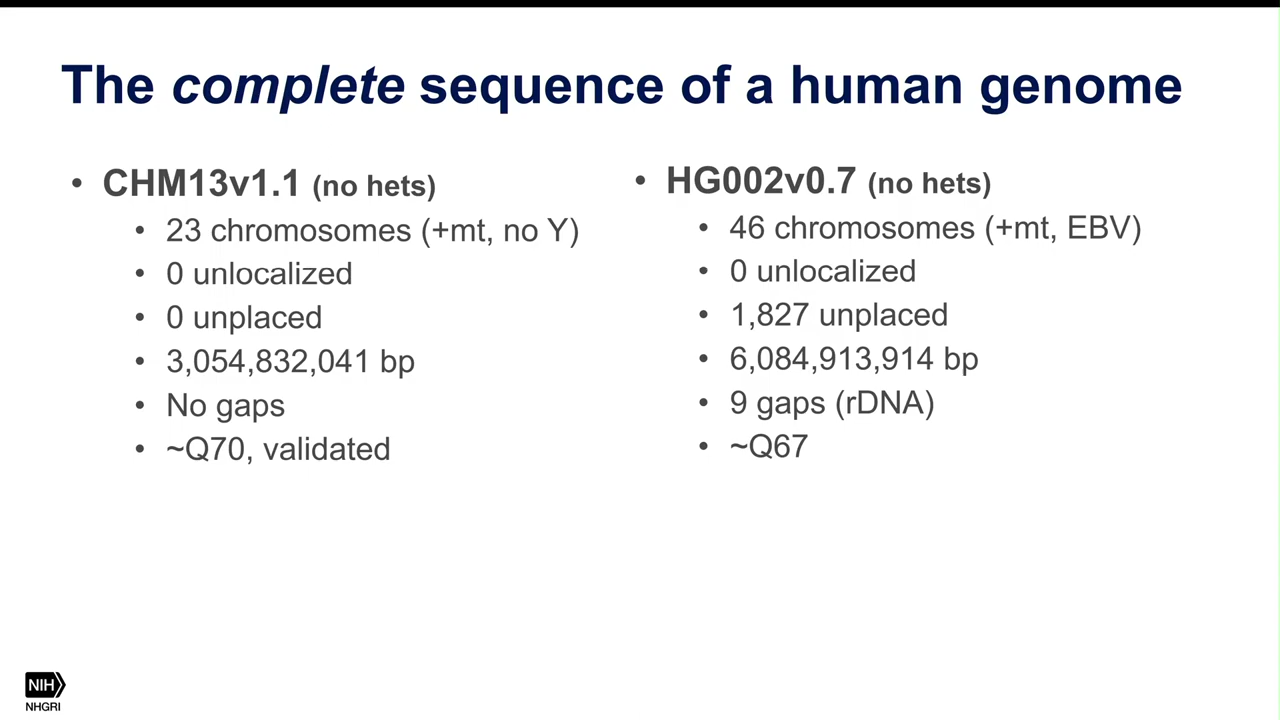 The complete sequence of a human genome
• CHM13v1.1 (no hets)
• 23 chromosomes (+mt, no Y)
• 0 unlocalized
• 0 unplaced
• 3,054,832,041 bp
• No gaps
• ~Q70, validated
• HG002v0.7 (no hets)
• 46 chromosomes (+mt, EBV)
• 0 unlocalized
• 1,827 unplaced
• 6,084,913,914 bp
• 9 gaps (rDNA)
• ~Q67
NIH
NHGRI